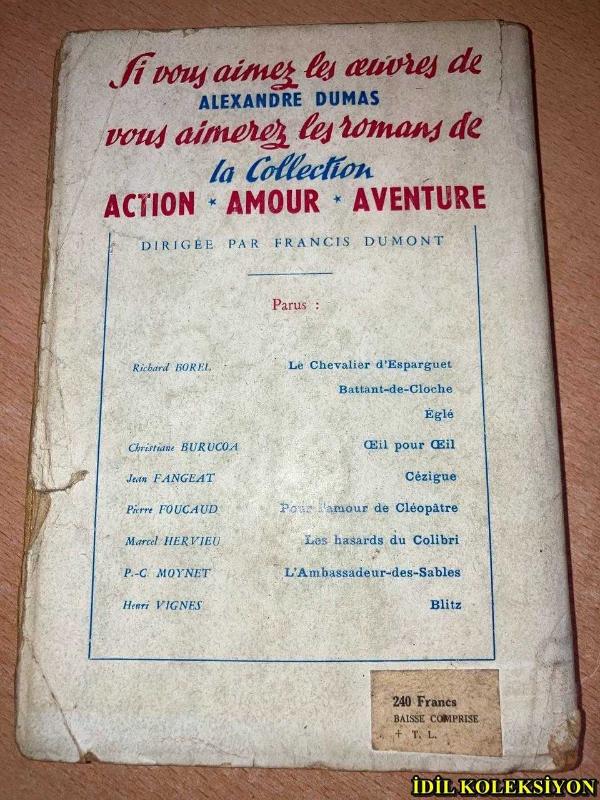 Si vous aimez les œuvres de
ALEXANDRE DUMAS
vous aimerez les romans de
la Collection
ACTION * AMOUR * AVENTURE
DIRIGÉE PAR FRANCIS DUMONT
Parus :
Richard BOREL Le Chevalier d'Esparguet
Battant-de-Cloche
Églé
Christiane BURUCOA Œil pour Œil
Jean FANGEAT Cézigue
Pierre FOUCAUD Pour l'amour de Cléopâtre
Marcel HERVIEU Les hasards du Colibri
P.-C. MOYNET L'Ambassadeur-des-Sables
Henri VIGNES Blitz
240 Francs
BAISSE COMPRISE
+ T. L.
İDİL KOLEKSİYON